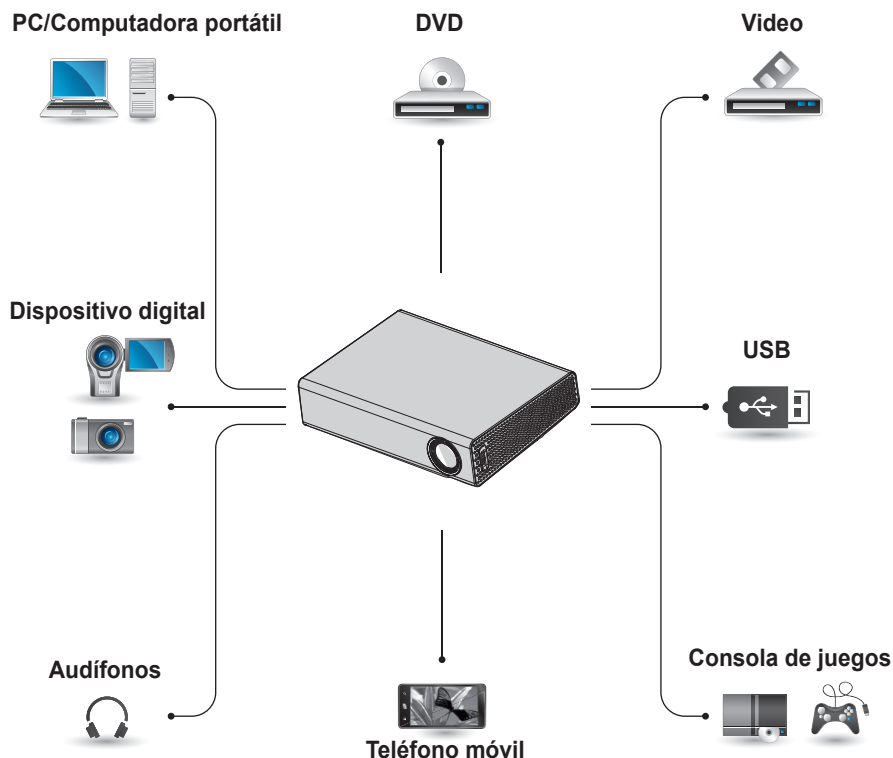 PC/Computadora portátil
DVD
Video
Dispositivo digital
USB
Audífonos
Teléfono móvil
Consola de juegos